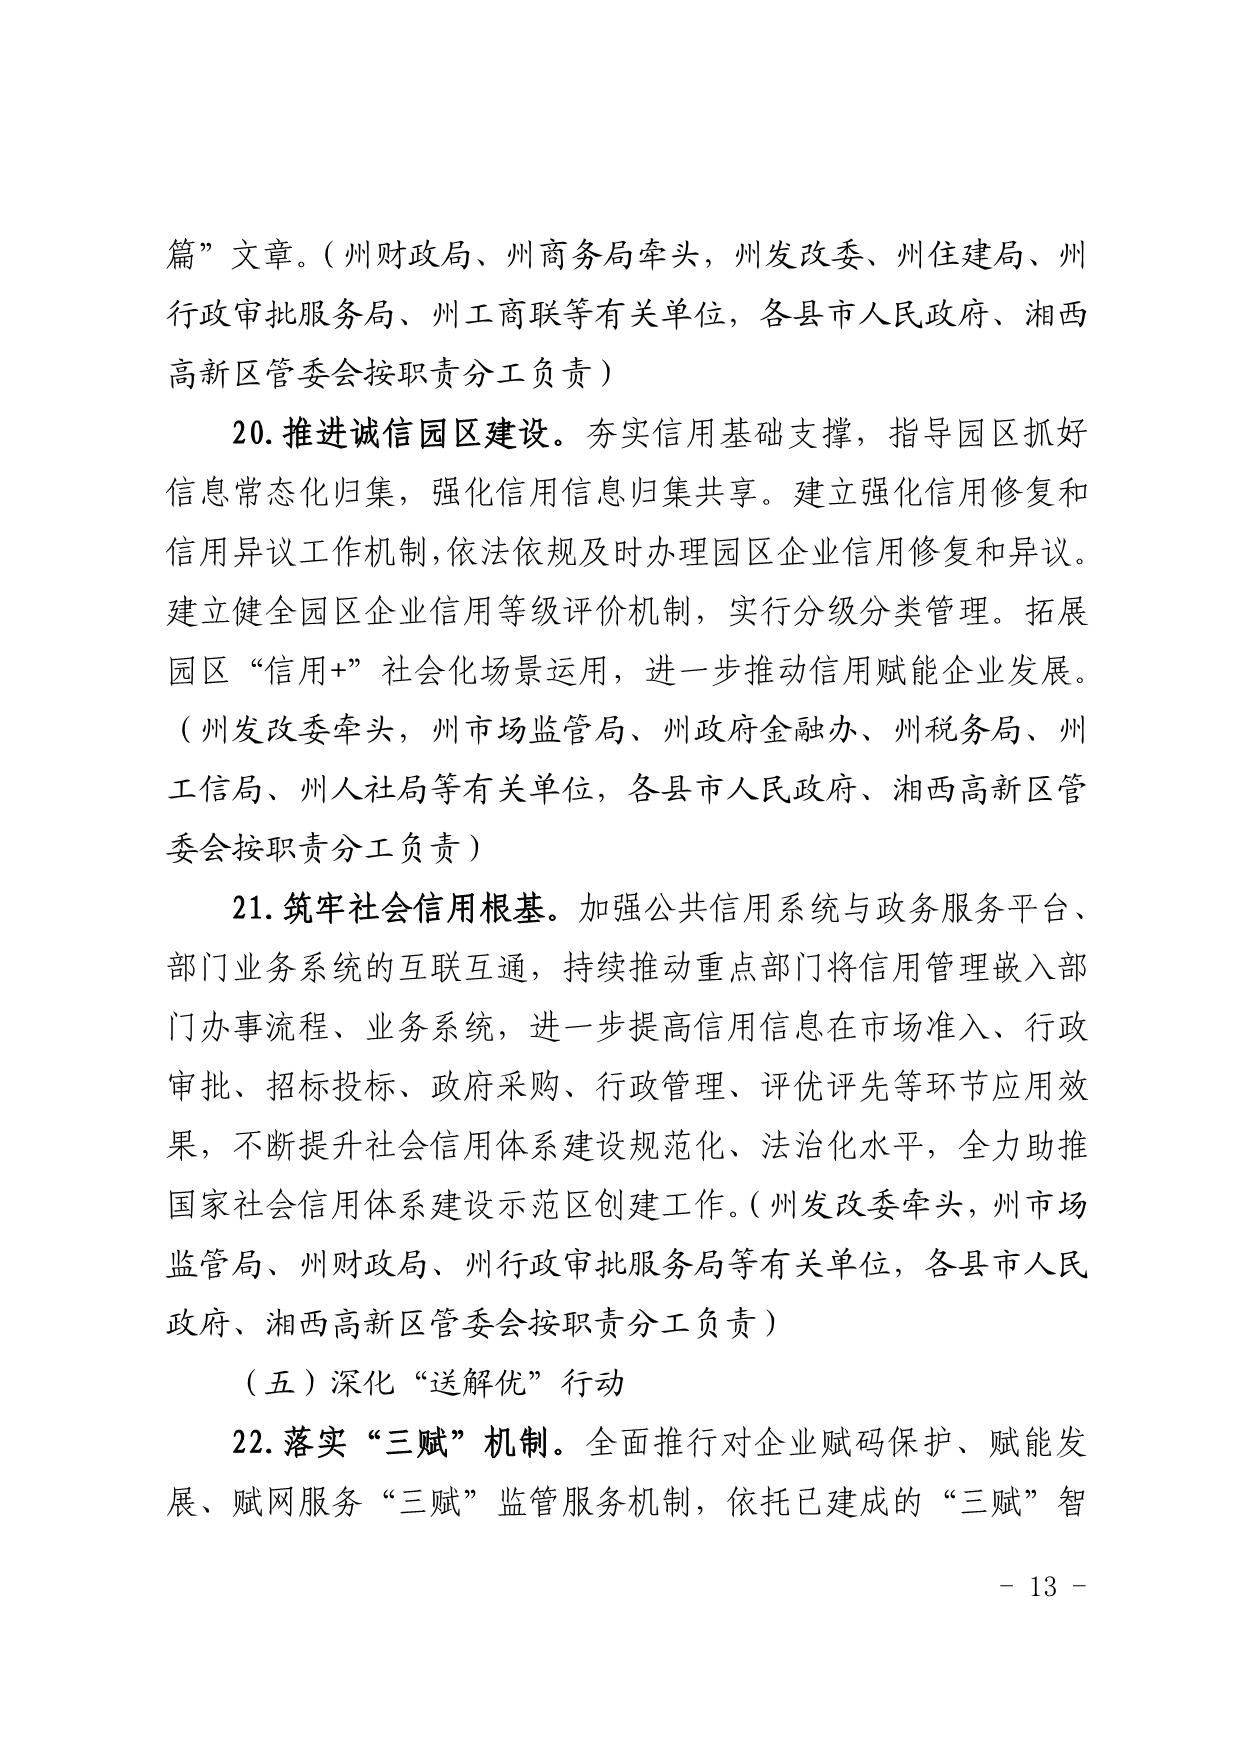 篇”文章。（州财政局、州商务局牵头，州发改委、州住建局、州
行政审批服务局、州工商联等有关单位，各县市人民政府、湘西
高新区管委会按职责分工负责）
20.推进诚信园区建设。夯实信用基础支撑，指导园区抓好
信息常态化归集，强化信用信息归集共享。建立强化信用修复和
信用异议工作机制，依法依规及时办理园区企业信用修复和异议。
建立健全园区企业信用等级评价机制，实行分级分类管理。拓展
园区“信用+”社会化场景运用，进一步推动信用赋能企业发展。
（州发改委牵头，州市场监管局、州政府金融办、州税务局、州
工信局、州人社局等有关单位，各县市人民政府、湘西高新区管
委会按职责分工负责）
21.筑牢社会信用根基。加强公共信用系统与政务服务平台、
部门业务系统的互联互通，持续推动重点部门将信用管理嵌入部
门办事流程、业务系统，进一步提高信用信息在市场准入、行政
审批、招标投标、政府采购、行政管理、评优评先等环节应用效
果，不断提升社会信用体系建设规范化、法治化水平，全力助推
国家社会信用体系建设示范区创建工作。（州发改委牵头，州市场
监管局、州财政局、州行政审批服务局等有关单位，各县市人民
政府、湘西高新区管委会按职责分工负责）
（五）深化“送解优”行动
22.落实“三赋”机制。全面推行对企业赋码保护、赋能发
展、赋网服务“三赋”监管服务机制，依托已建成的“三赋”智
- 13 -